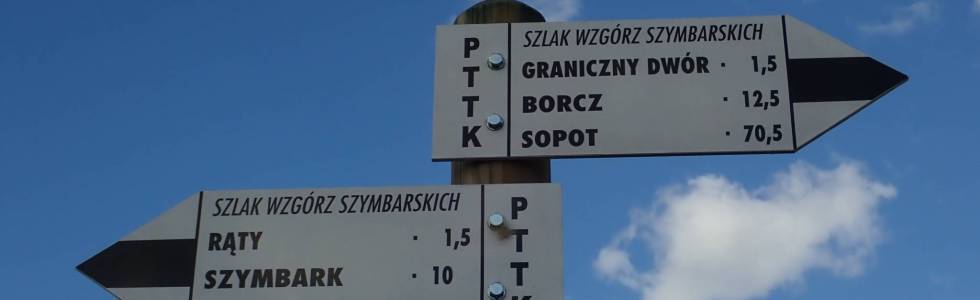 PTTK
SZLAK WZGÓRZ SZYMBARSKICH
GRANICZNY DWÓR · 1,5
BORCZ · 12,5
SOPOT · 70,5
SZLAK WZGÓRZ SZYMBARSKICH
RĄTY · 1,5
SZYMBARK · 10
PTTK